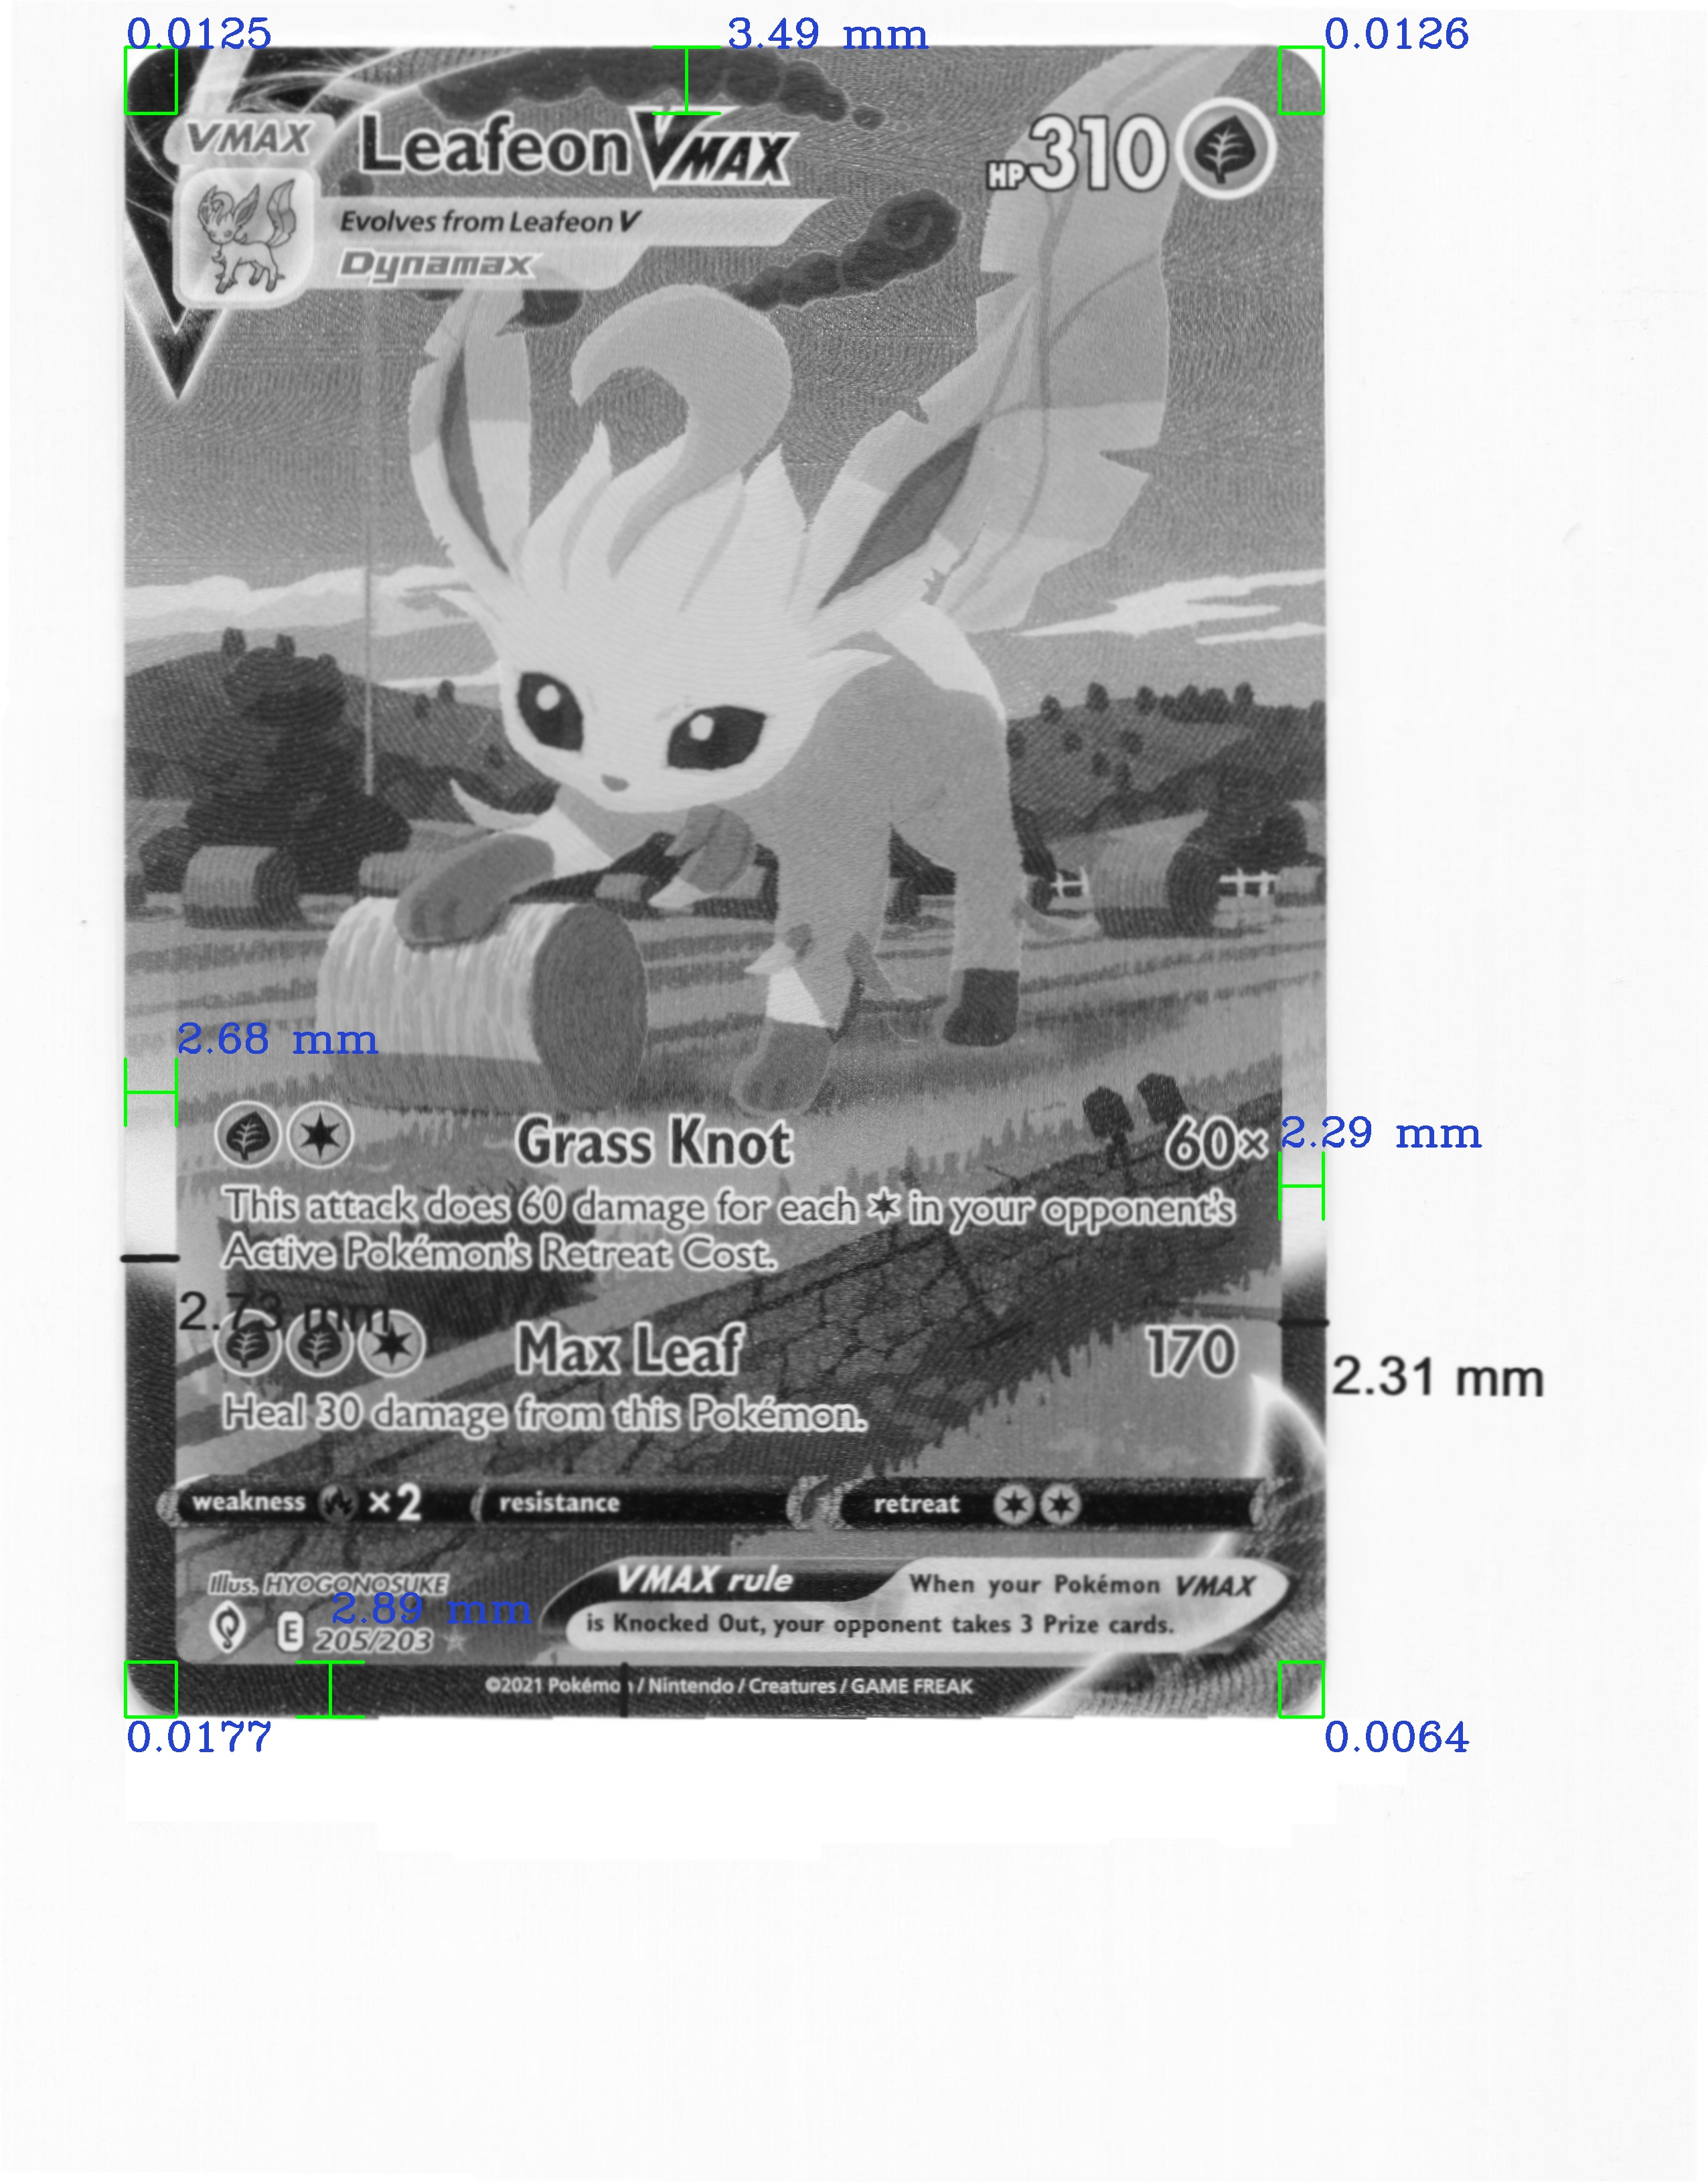 0.0125
3.49 mm
0.0126
VMAX
Leafeon VMAX
HP310
Evolves from Leafeon V
Dynamax
2.68 mm
Grass Knot
60×
2.29 mm
This attack does 60 damage for each ✶ in your opponent's
Active Pokémon's Retreat Cost.
2.73 mm
Max Leaf
170
2.31 mm
Heal 30 damage from this Pokémon.
weakness ×2
resistance
retreat
Illus. HYOGONOSUKE
VMAX rule
When your Pokémon VMAX
is Knocked Out, your opponent takes 3 Prize cards.
2.89 mm
E
205/203 ★
©2021 Pokémon / Nintendo / Creatures / GAME FREAK
0.0177
0.0064